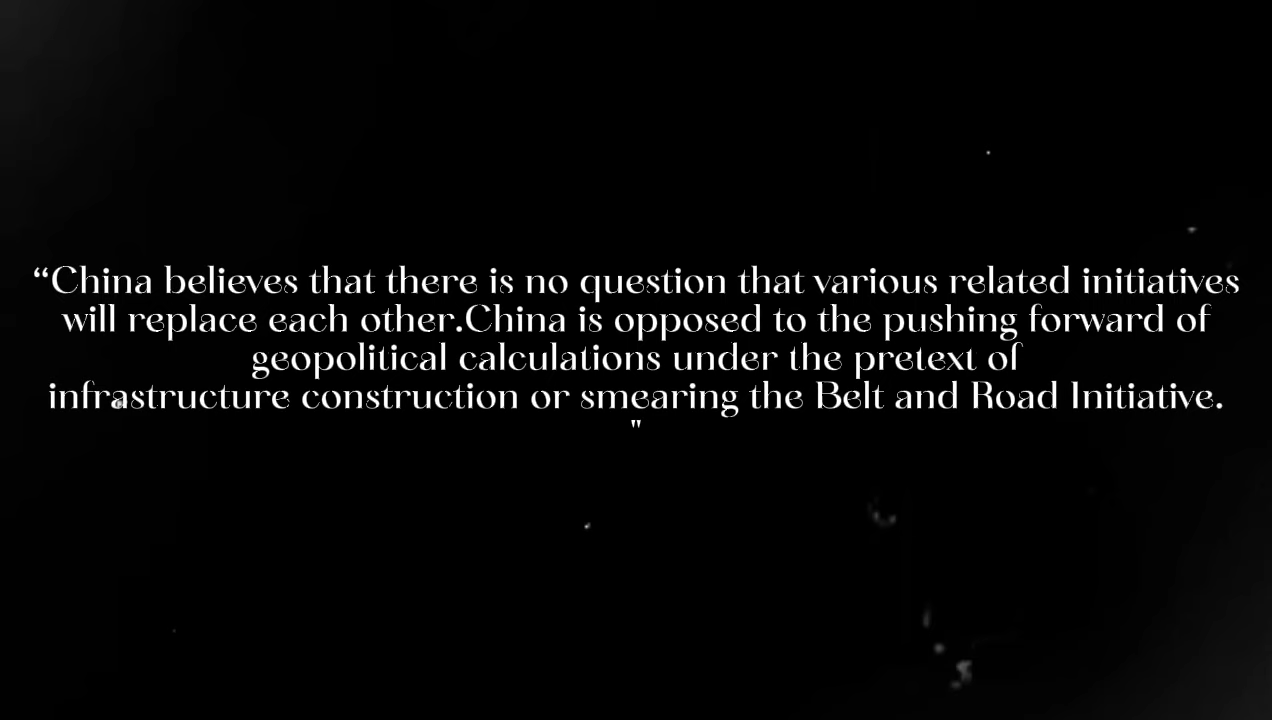 “China believes that there is no question that various related initiatives
will replace each other.China is opposed to the pushing forward of
geopolitical calculations under the pretext of
infrastructure construction or smearing the Belt and Road Initiative.
"